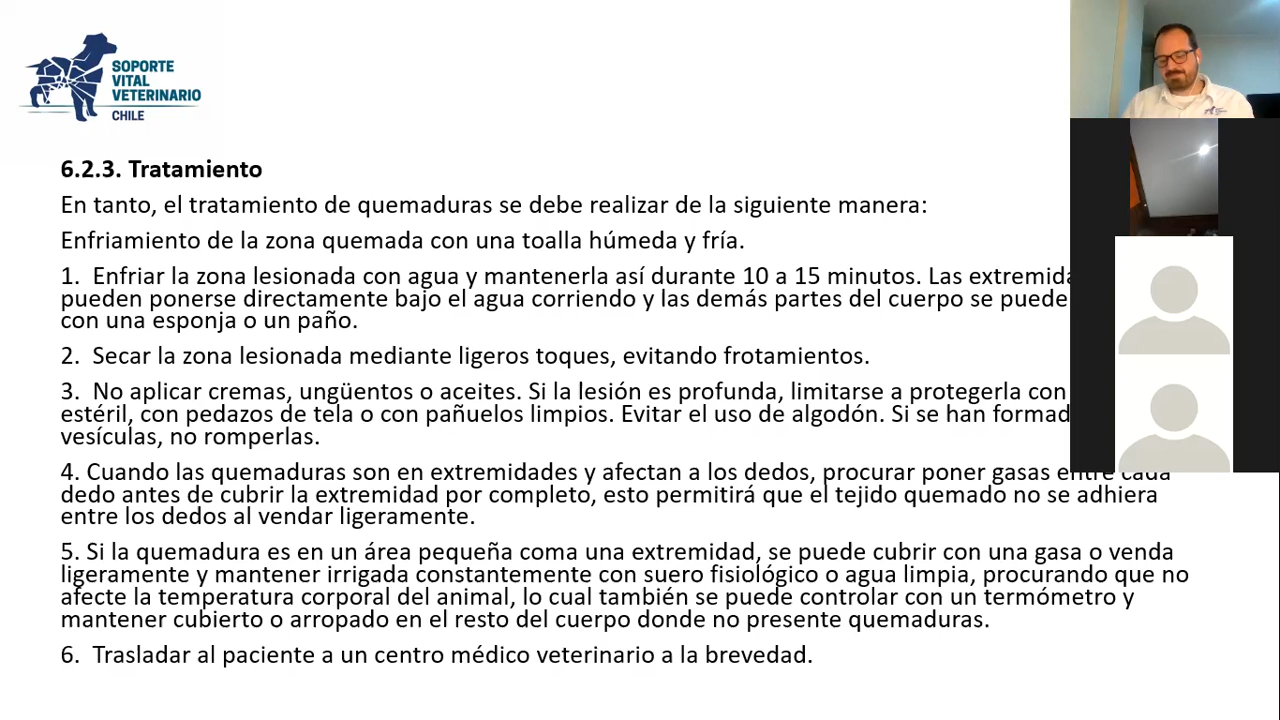 SOPORTE
VITAL
VETERINARIO
CHILE
6.2.3. Tratamiento
En tanto, el tratamiento de quemaduras se debe realizar de la siguiente manera:
Enfriamiento de la zona quemada con una toalla húmeda y fría.
1. Enfriar la zona lesionada con agua y mantenerla así durante 10 a 15 minutos. Las
pueden ponerse directamente bajo el agua corriendo y las demás partes del cuerpo se
con una esponja o un paño.
2. Secar la zona lesionada mediante ligeros toques, evitando frotamientos.
3. No aplicar cremas, ungüentos o aceites. Si la lesión es profunda, limitarse a protegerla con
estéril, con pedazos de tela o con pañuelos limpios. Evitar el uso de algodón. Si se han
vesículas, no romperlas.
4. Cuando las quemaduras son en extremidades y afectan a los dedos, procurar poner gasas entre cada
dedo antes de cubrir la extremidad por completo, esto permitirá que el tejido quemado no se adhiera
entre los dedos al vendar ligeramente.
5. Si la quemadura es en un área pequeña coma una extremidad, se puede cubrir con una gasa o venda
ligeramente y mantener irrigada constantemente con suero fisiológico o agua limpia, procurando que no
afecte la temperatura corporal del animal, lo cual también se puede controlar con un termómetro y
mantener cubierto o arropado en el resto del cuerpo donde no presente quemaduras.
6. Trasladar al paciente a un centro médico veterinario a la brevedad.